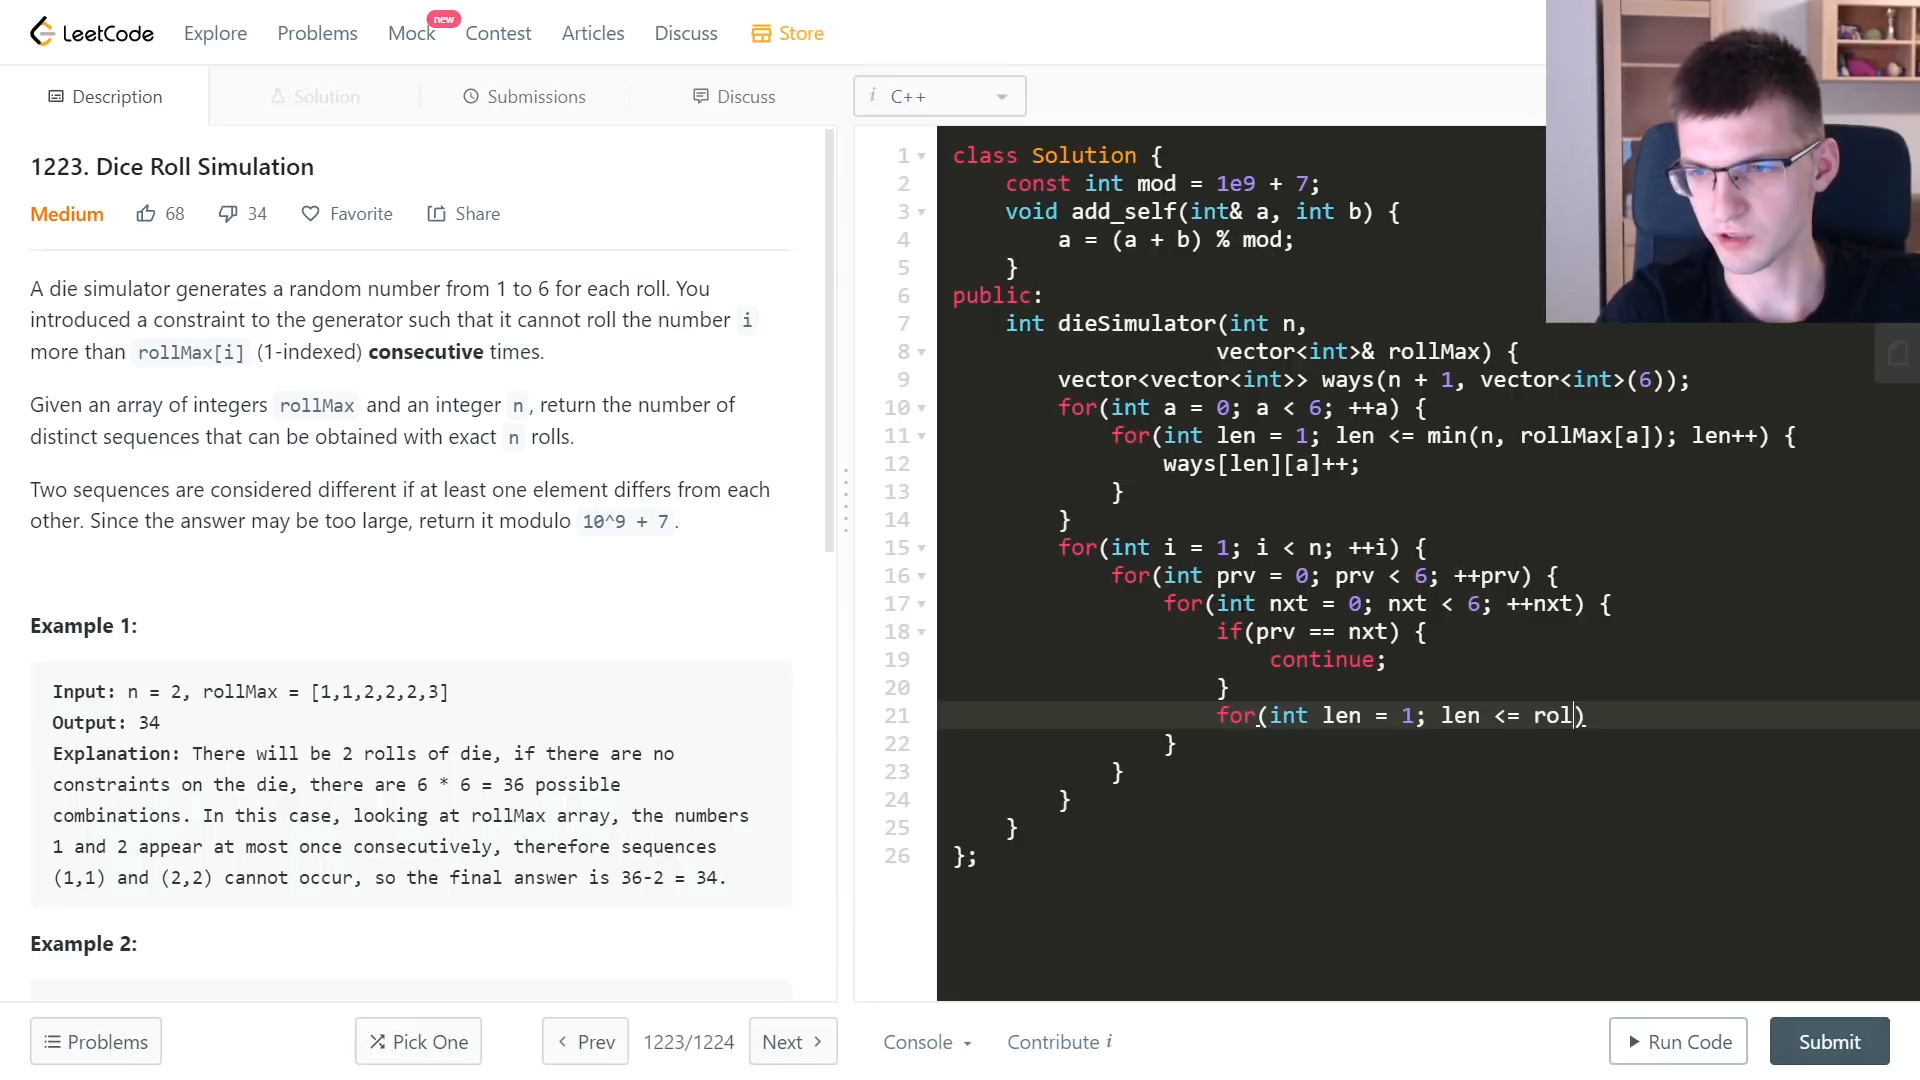 LeetCode
Explore
Problems
Mock
new
Contest
Articles
Discuss
Store
Description
Solution
Submissions
Discuss
i C++
1223. Dice Roll Simulation
Medium
68
34
Favorite
Share
A die simulator generates a random number from 1 to 6 for each roll. You
introduced a constraint to the generator such that it cannot roll the number i
more than rollMax[i] (1-indexed) consecutive times.
Given an array of integers rollMax and an integer n, return the number of
distinct sequences that can be obtained with exact n rolls.
Two sequences are considered different if at least one element differs from each
other. Since the answer may be too large, return it modulo 10^9 + 7.
Example 1:
Input: n = 2, rollMax = [1,1,2,2,2,3]
Output: 34
Explanation: There will be 2 rolls of die, if there are no
constraints on the die, there are 6 * 6 = 36 possible
combinations. In this case, looking at rollMax array, the numbers
1 and 2 appear at most once consecutively, therefore sequences
(1,1) and (2,2) cannot occur, so the final answer is 36-2 = 34.
Example 2:
1 class Solution {
2 const int mod = 1e9 + 7;
3 void add_self(int& a, int b) {
4 a = (a + b) % mod;
5 }
6 public:
7 int dieSimulator(int n,
8 vector<int>& rollMax) {
9 vector<vector<int>> ways(n + 1, vector<int>(6));
10 for(int a = 0; a < 6; ++a) {
11 for(int len = 1; len <= min(n, rollMax[a]); len++) {
12 ways[len][a]++;
13 }
14 }
15 for(int i = 1; i < n; ++i) {
16 for(int prv = 0; prv < 6; ++prv) {
17 for(int nxt = 0; nxt < 6; ++nxt) {
18 if(prv == nxt) {
19 continue;
20 }
21 for(int len = 1; len <= rol)
22 }
23 }
24 }
25 }
26 };
Problems
Pick One
Prev
1223/1224
Next
Console
Contribute i
Run Code
Submit